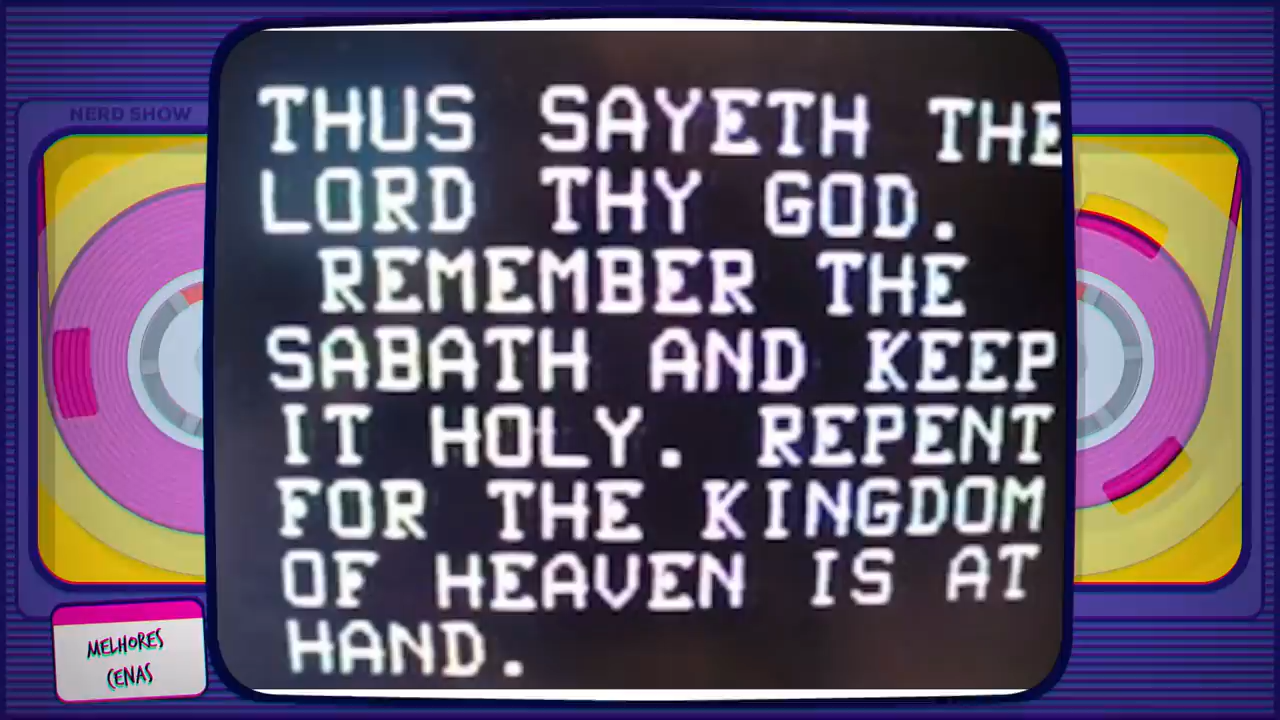 NERD SHOW
THUS SAYETH THE
LORD THY GOD.
REMEMBER THE
SABATH AND KEEP
IT HOLY. REPENT
FOR THE KINGDOM
OF HEAVEN IS AT
HAND.
MELHORES
CENAS